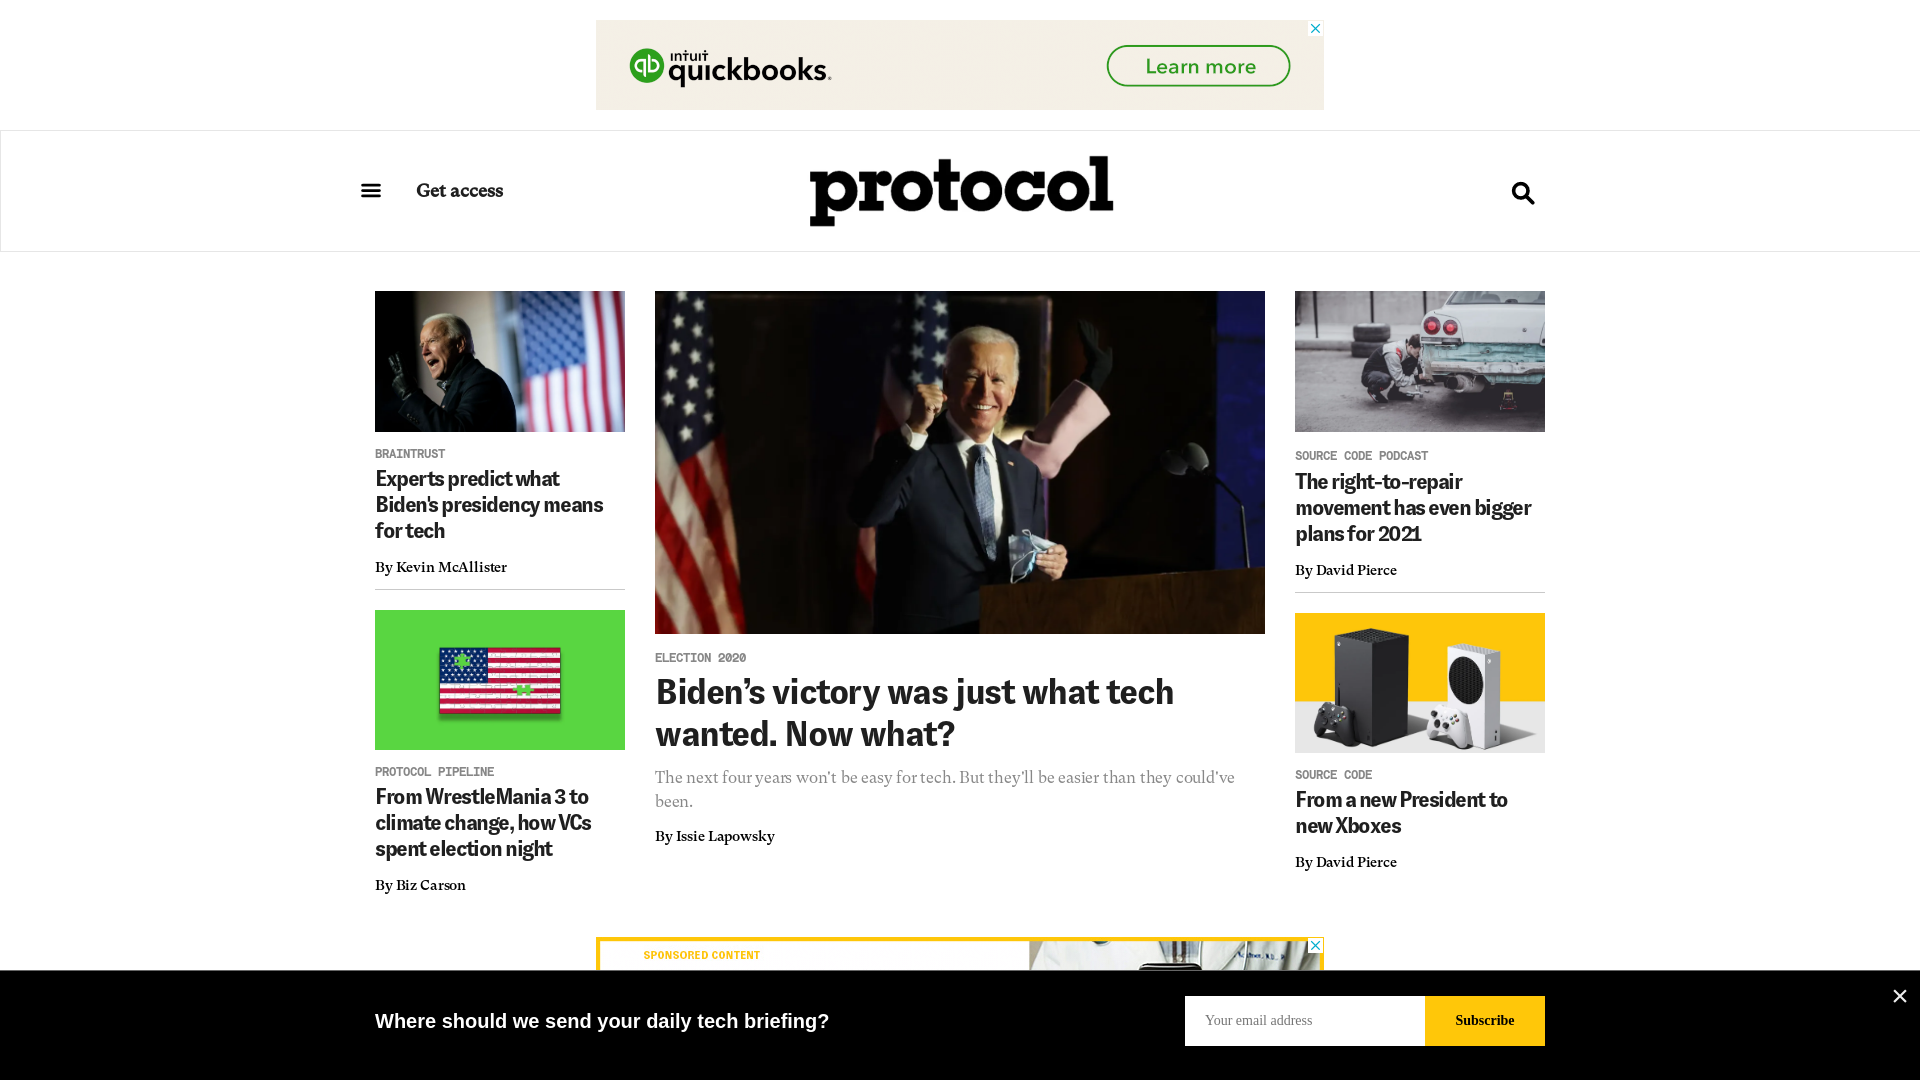 intuit
quickbooks.
Learn more
Get access
protocol
BRAINTRUST
Experts predict what
Biden's presidency means
for tech
By Kevin McAllister
PROTOCOL PIPELINE
From WrestleMania 3 to
climate change, how VCs
spent election night
By Biz Carson
ELECTION 2020
Biden’s victory was just what tech
wanted. Now what?
The next four years won't be easy for tech. But they'll be easier than they could've
been.
By Issie Lapowsky
SOURCE CODE PODCAST
The right-to-repair
movement has even bigger
plans for 2021
By David Pierce
SOURCE CODE
From a new President to
new Xboxes
By David Pierce
SPONSORED CONTENT
Where should we send your daily tech briefing?
Your email address
Subscribe